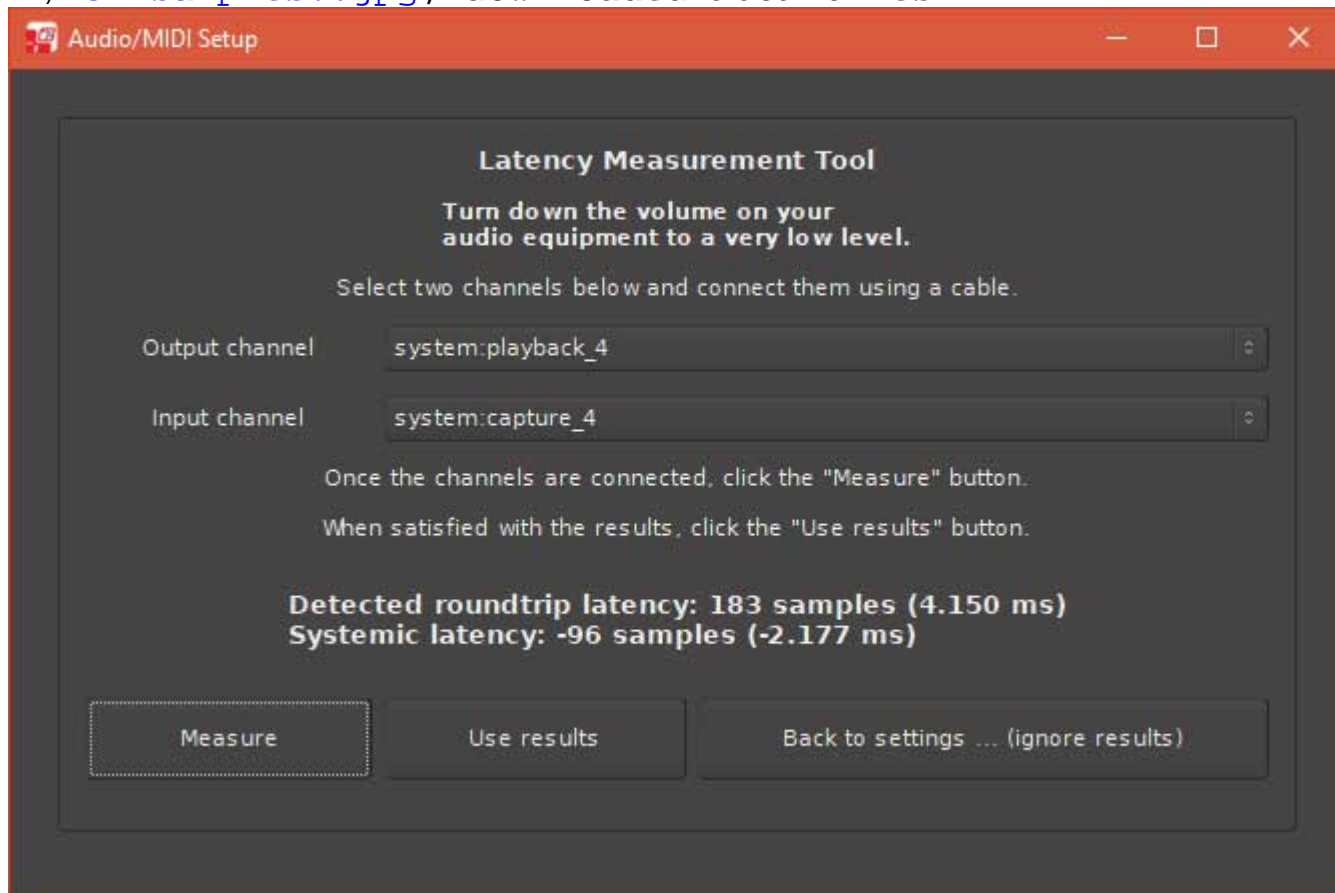 Audio/MIDI Setup
Latency Measurement Tool
Turn down the volume on your
audio equipment to a very low level.
Select two channels below and connect them using a cable.
Output channel system:playback_4
Input channel system:capture_4
Once the channels are connected, click the "Measure" button.
When satisfied with the results, click the "Use results" button.
Detected roundtrip latency: 183 samples (4.150 ms)
Systemic latency: -96 samples (-2.177 ms)
Measure Use results Back to settings ... (ignore results)